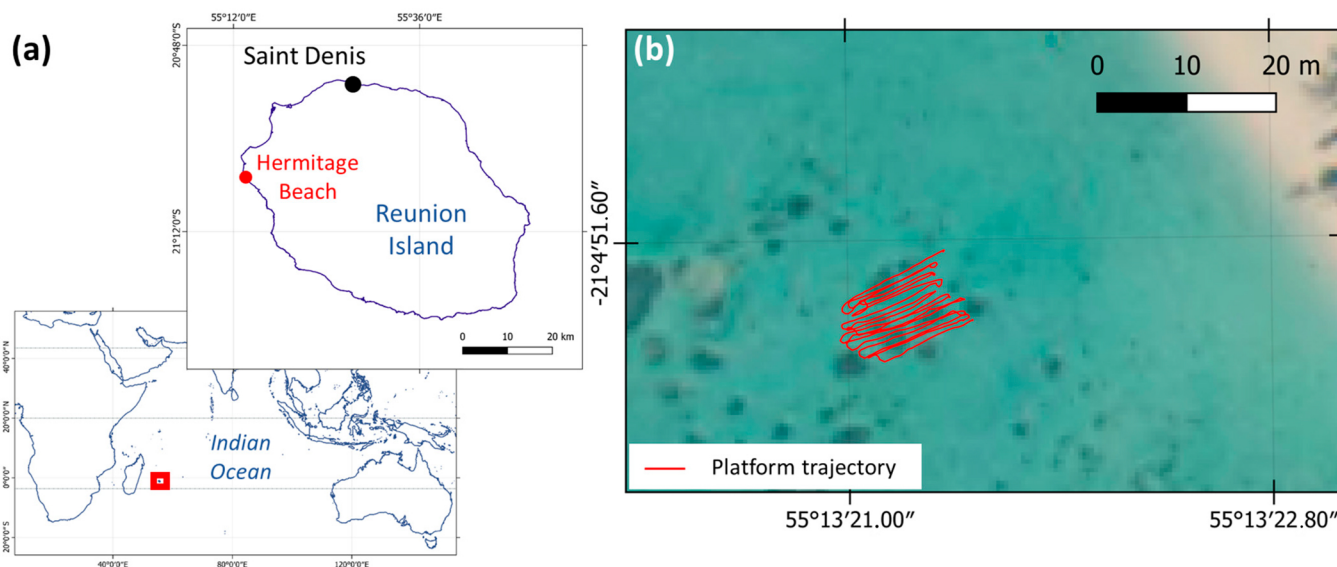 (a)
55°12'0"E
55°36'0"E
20°48'0"S
Saint Denis
Hermitage
Beach
Reunion
Island
21°12'0"S
0 10 20 km
40°0'0"N
20°0'0"N
0°0'0"
20°0'0"S
Indian
Ocean
40°0'0"E
80°0'0"E
120°0'0"E
(b)
0 10 20 m
-21°4′51.60″
Platform trajectory
55°13′21.00″
55°13′22.80″